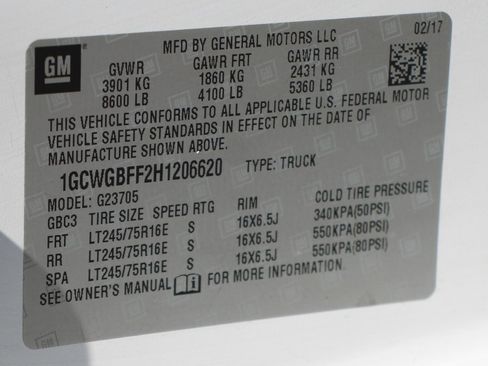 GM
MFD BY GENERAL MOTORS LLC 02/17
GVWR GAWR FRT GAWR RR
3901 KG 1860 KG 2431 KG
8600 LB 4100 LB 5360 LB
THIS VEHICLE CONFORMS TO ALL APPLICABLE U.S. FEDERAL MOTOR
VEHICLE SAFETY STANDARDS IN EFFECT ON THE DATE OF
MANUFACTURE SHOWN ABOVE.
1GCWGBFF2H1206620 TYPE: TRUCK
MODEL: G23705
GBC3 TIRE SIZE SPEED RTG RIM COLD TIRE PRESSURE
FRT LT245/75R16E S 16X6.5J 340KPA(50PSI)
RR LT245/75R16E S 16X6.5J 550KPA(80PSI)
SPA LT245/75R16E S 16X6.5J 550KPA(80PSI)
SEE OWNER'S MANUAL FOR MORE INFORMATION.